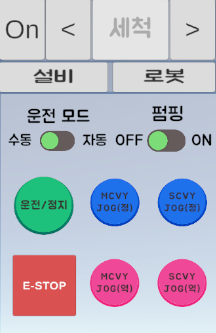 On < 세척 >
설비 로봇
운전 모드 펌핑
수동 자동 OFF ON
운전/정지 MCVY JOG(정) SCVY JOG(정)
E-STOP MCVY JOG(역) SCVY JOG(역)